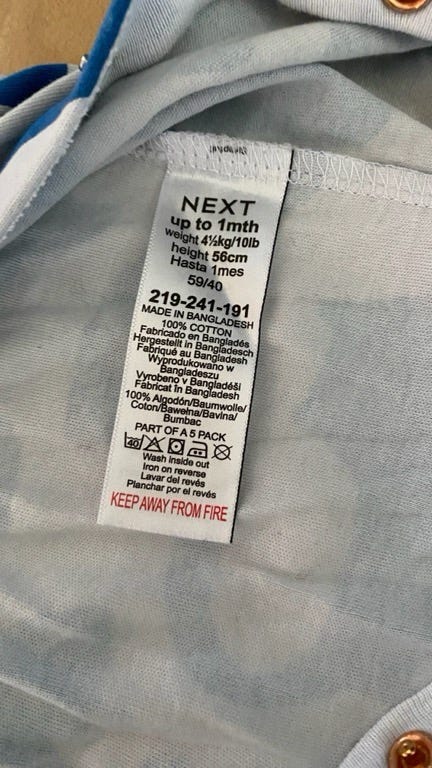 NEXT
up to 1mth
weight 4½kg/10lb
height 56cm
Hasta 1mes
59/40
219-241-191
MADE IN BANGLADESH
100% COTTON
Fabricado en Bangladés
Hergestellt in Bangladesch
Fabriqué au Bangladesh
Wyprodukowano w
Bangladeszu
Vyrobeno v Bangladéši
Fabricat în Bangladesh
100% Algodón/Baumwolle/
Coton/Bawełna/Bavlna/
Bumbac
PART OF A 5 PACK
40
Wash inside out
Iron on reverse
Lavar del revés
Planchar por el revés
KEEP AWAY FROM FIRE